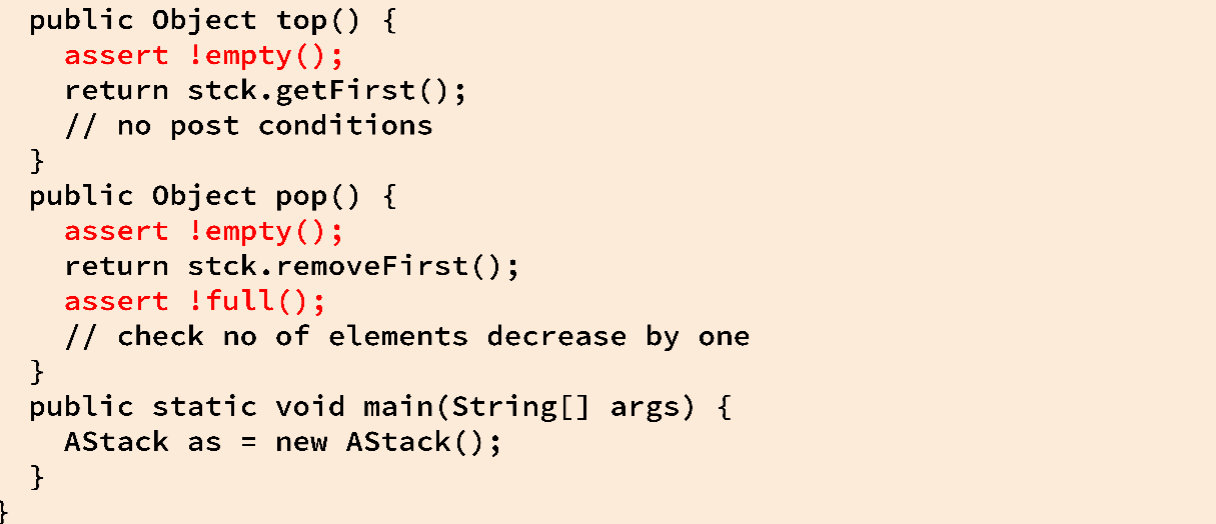 public Object top() {
assert !empty();
return stck.getFirst();
// no post conditions
}
public Object pop() {
assert !empty();
return stck.removeFirst();
assert !full();
// check no of elements decrease by one
}
public static void main(String[] args) {
AStack as = new AStack();
}
}